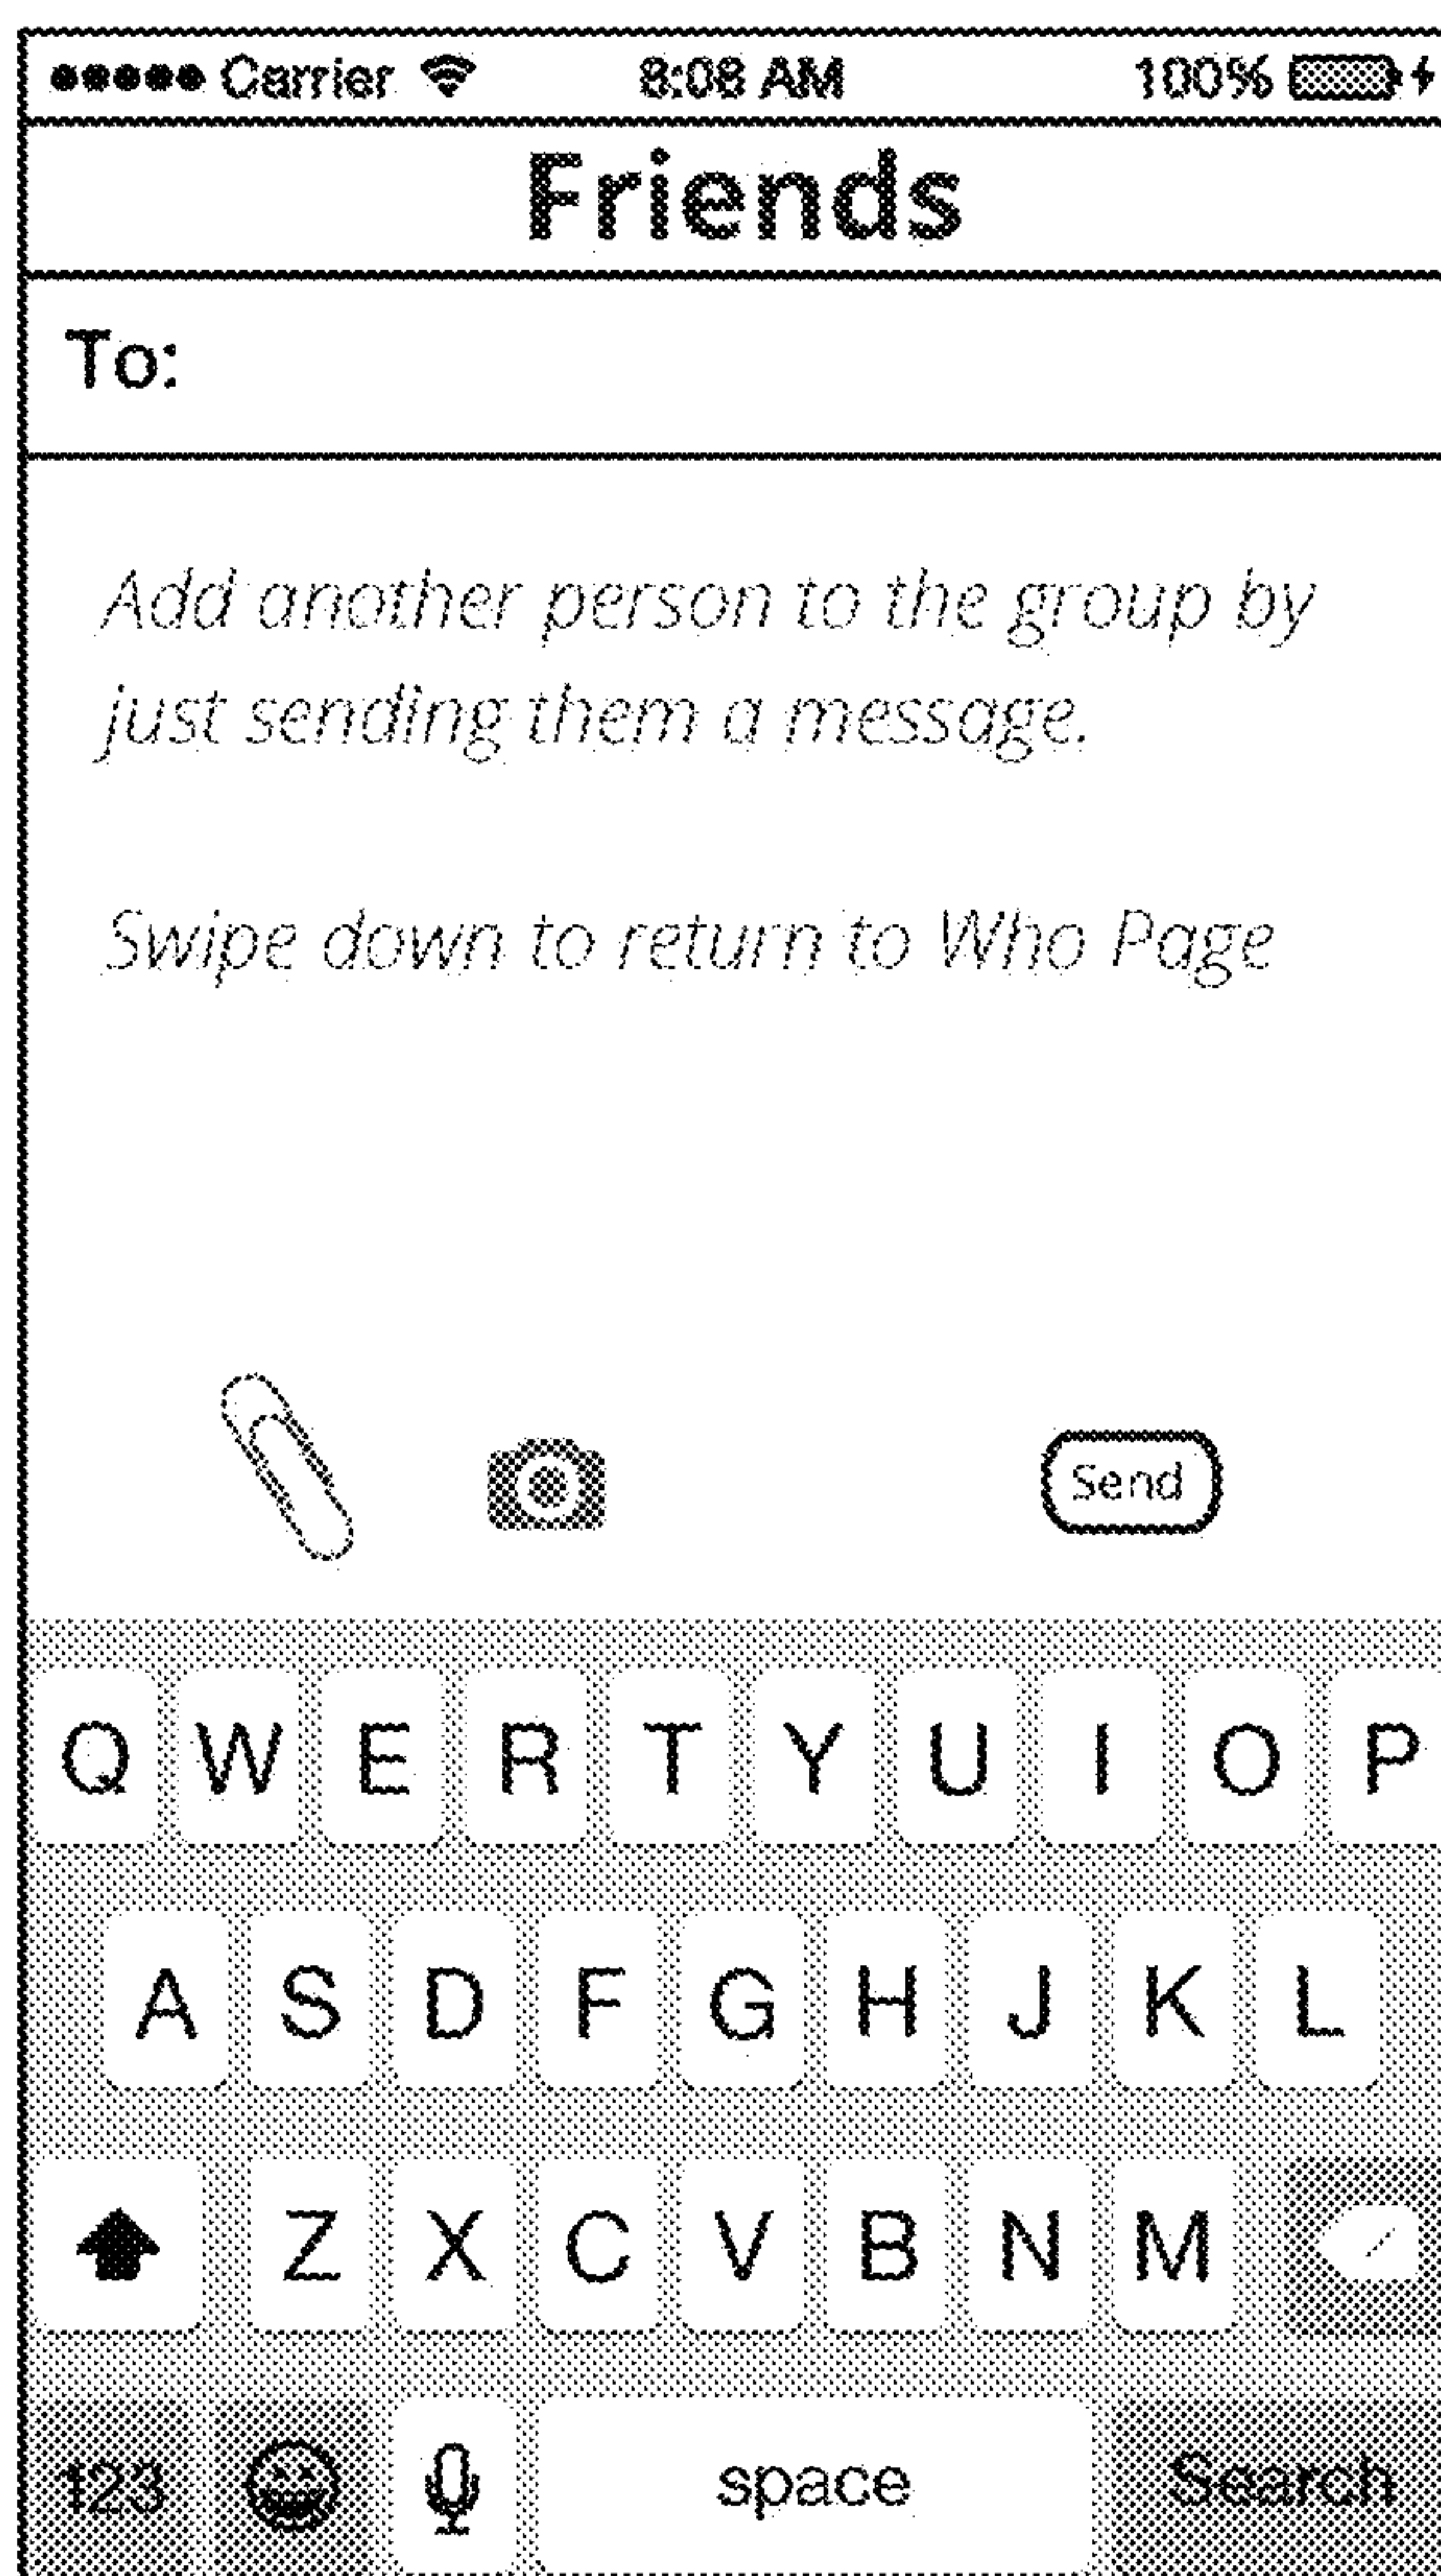 Carrier 8:08 AM 100%
Friends
To:
Add another person to the group by
just sending them a message.
Swipe down to return to Who Page
Send
Q W E R T Y U I O P
A S D F G H J K L
Z X C V B N M
123 space Search